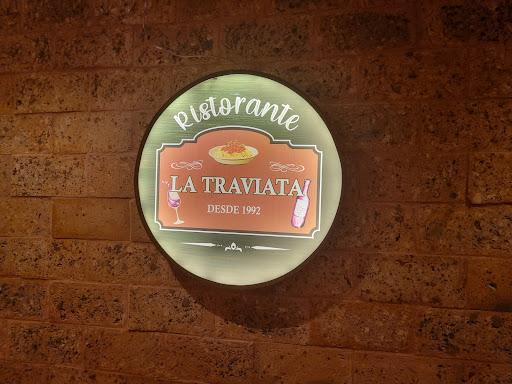 Ristorante
LA TRAVIATA
DESDE 1992